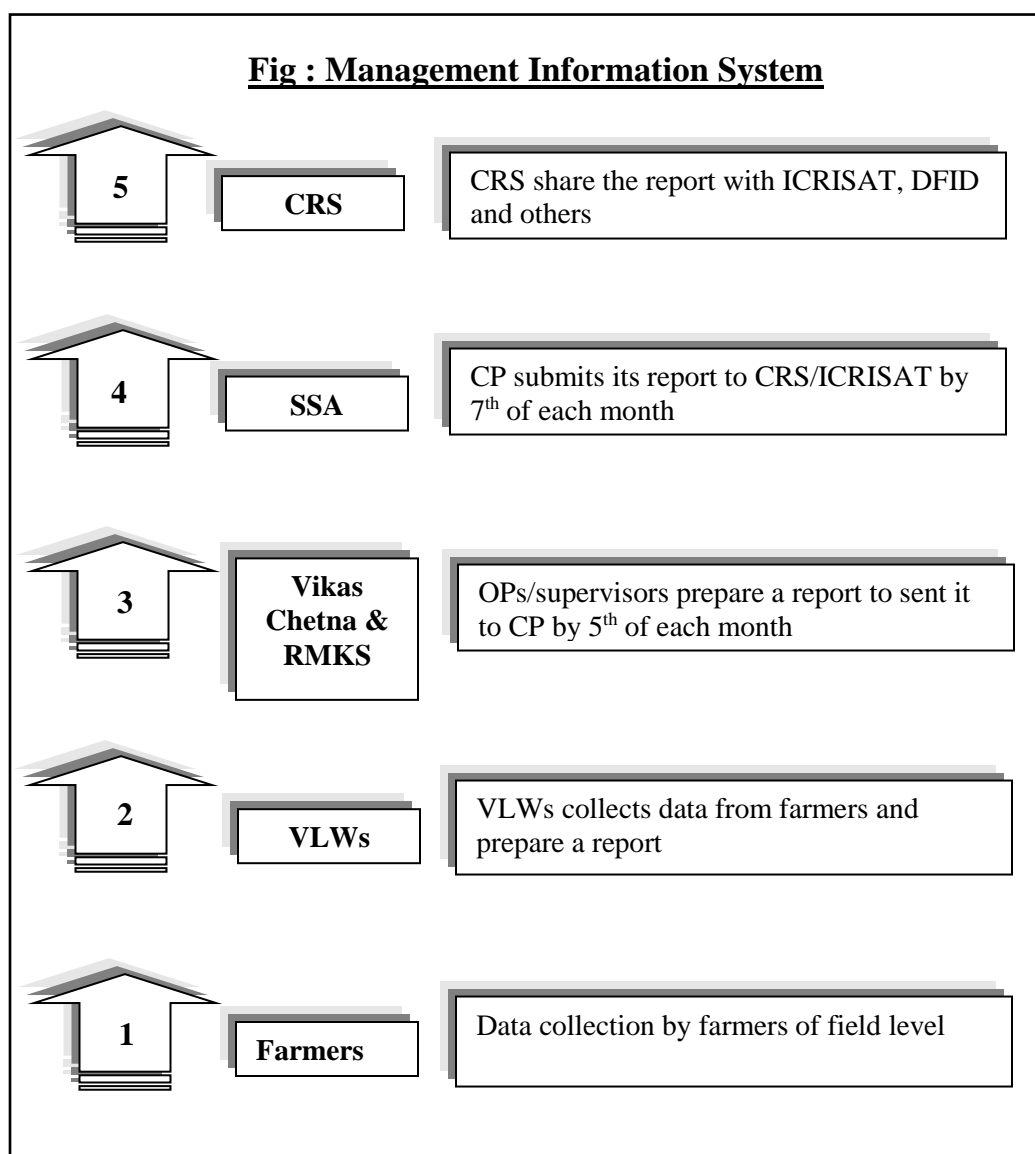 Fig : Management Information System
5
CRS
CRS share the report with ICRISAT, DFID
and others
4
SSA
CP submits its report to CRS/ICRISAT by
7th of each month
3
Vikas
Chetna &
RMKS
OPs/supervisors prepare a report to sent it
to CP by 5th of each month
2
VLWs
VLWs collects data from farmers and
prepare a report
1
Farmers
Data collection by farmers of field level